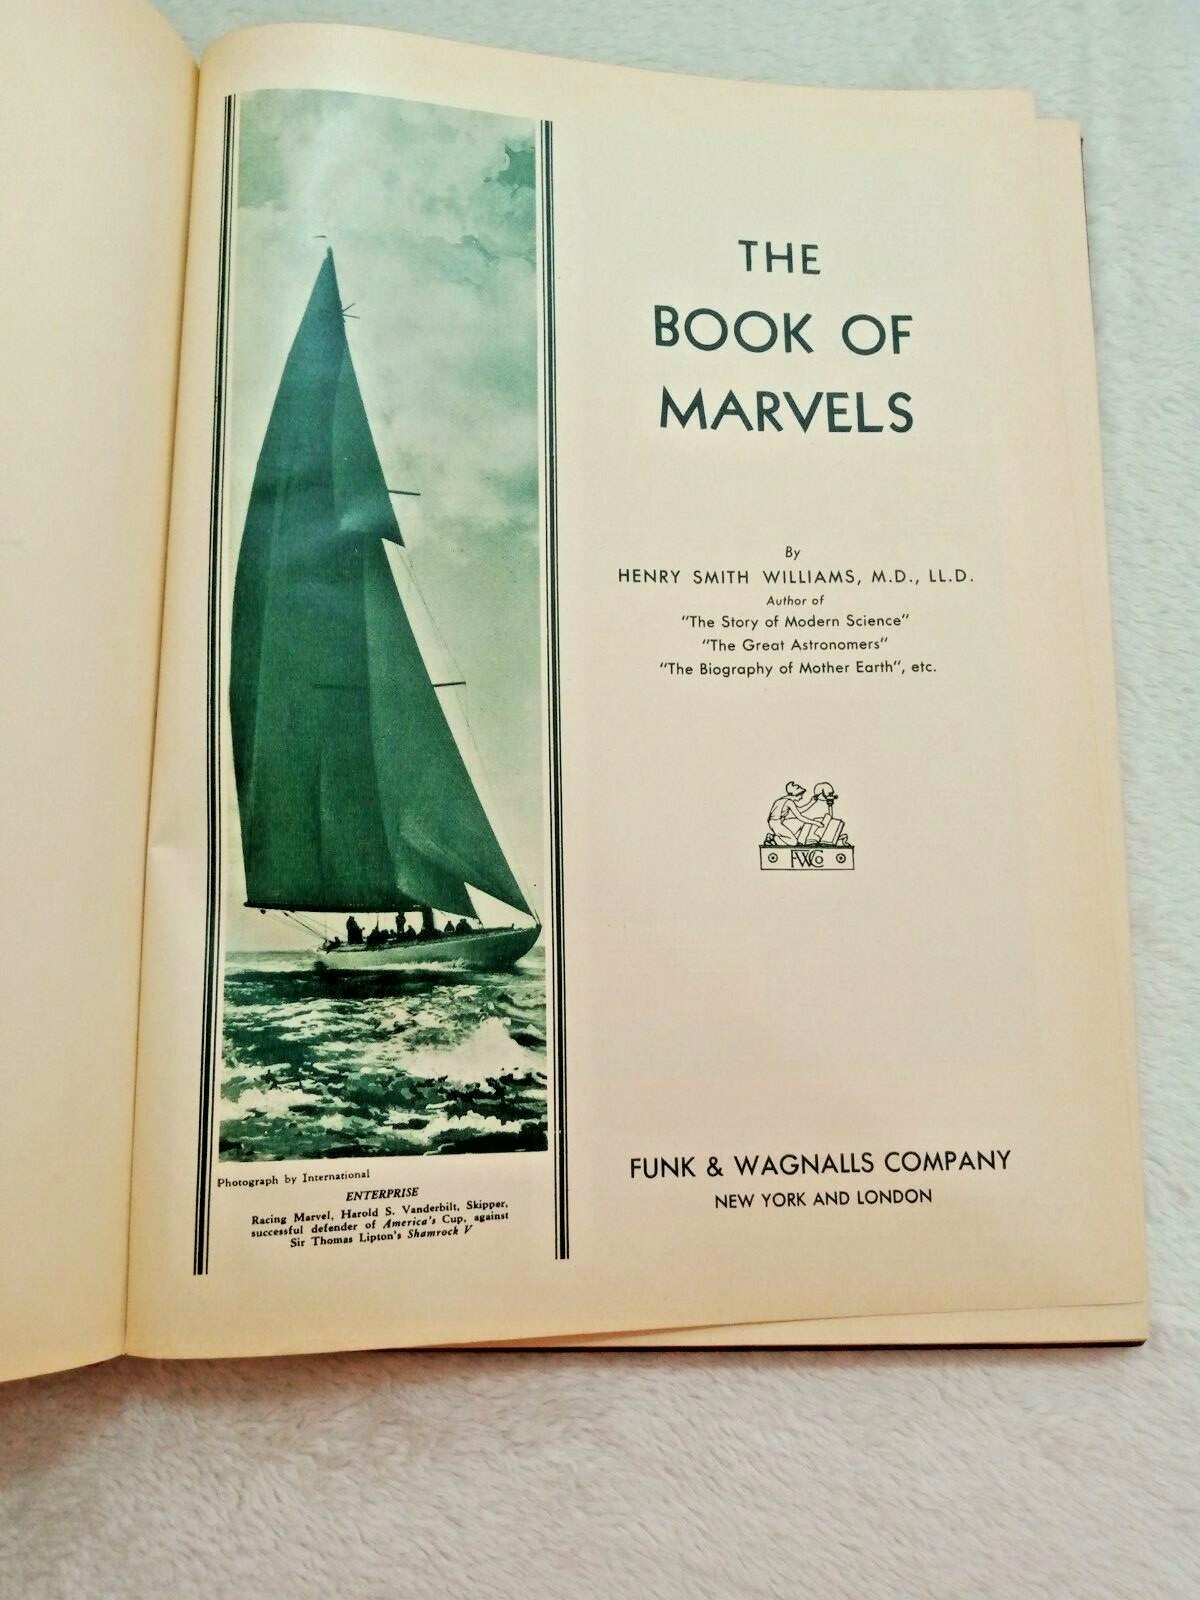 THE
BOOK OF
MARVELS
By
HENRY SMITH WILLIAMS, M.D., LL.D.
Author of
"The Story of Modern Science"
"The Great Astronomers"
"The Biography of Mother Earth", etc.
F.W.Co
FUNK & WAGNALLS COMPANY
NEW YORK AND LONDON
Photograph by International
ENTERPRISE
Racing Marvel, Harold S. Vanderbilt, Skipper,
successful defender of America's Cup, against
Sir Thomas Lipton's Shamrock V